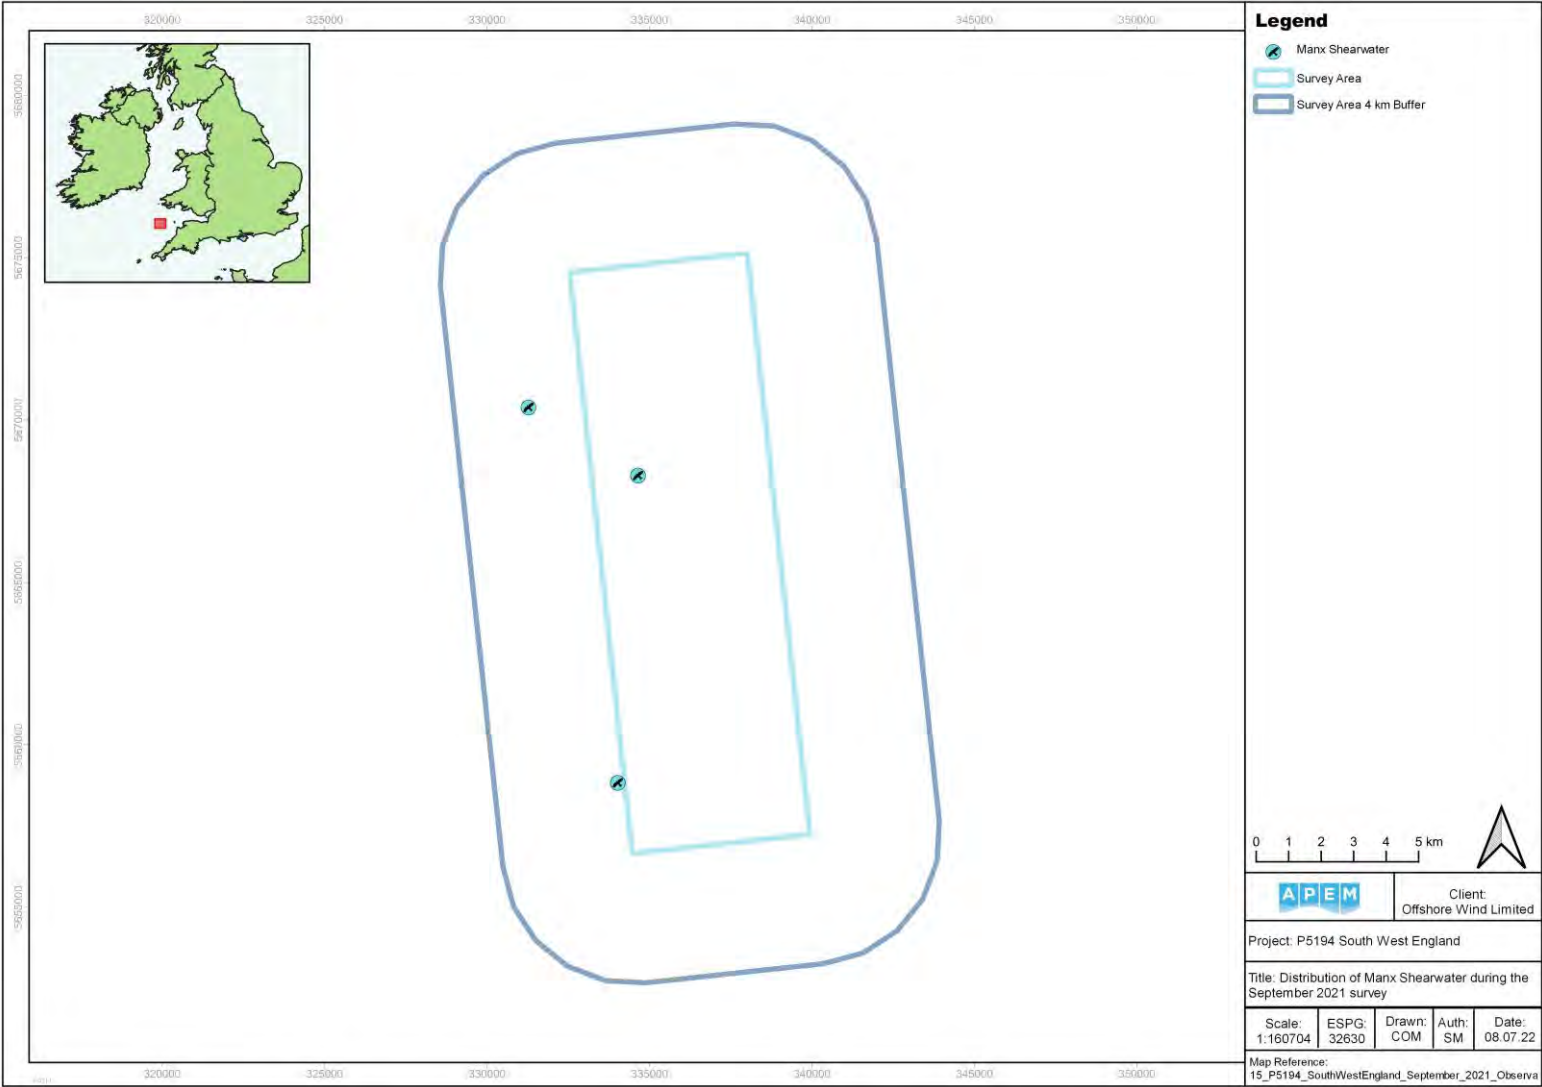 320000 325000 330000 335000 340000 345000 350000
5680000
5675000
5670000
5665000
5660000
5655000
320000 325000 330000 335000 340000 345000 350000
Legend
Manx Shearwater
Survey Area
Survey Area 4 km Buffer
0 1 2 3 4 5 km
APEM
Client:
Offshore Wind Limited
Project: P5194 South West England
Title: Distribution of Manx Shearwater during the
September 2021 survey
Scale: ESPG: Drawn: Auth: Date:
1:160704 32630 COM SM 08.07.22
Map Reference:
15_P5194_SouthWestEngland_September_2021_Observa